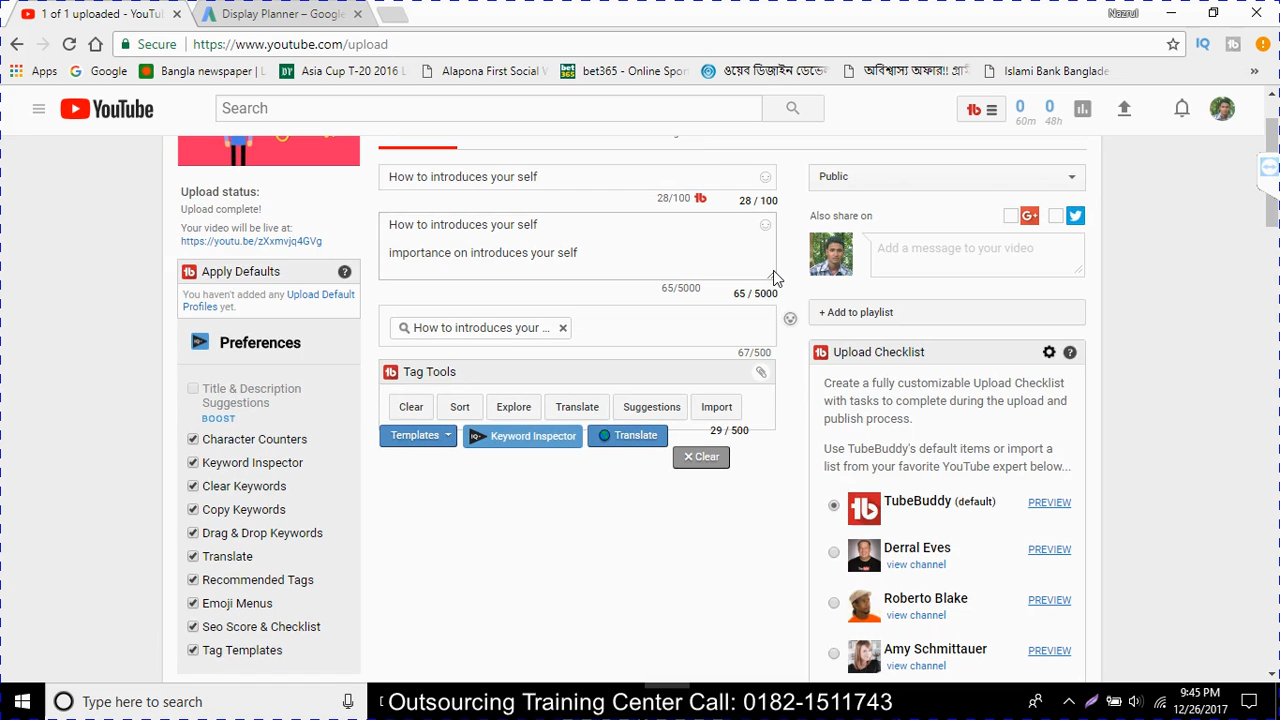 1 of 1 uploaded - YouTu
Display Planner – Google
Nazrul
Secure
https://www.youtube.com/upload
Apps
Google
Bangla newspaper | L
Asia Cup T-20 2016 L
Alapona First Social W
bet365 - Online Spo
ওয়েব ডিজাইন ডেভেল
অবিশ্বাস্য অফার!! গ্রা
Islami Bank Banglade
YouTube
Search
0
60m
0
48h
Upload status:
Upload complete!
Your video will be live at:
https://youtu.be/zXxmvjq4GVg
Apply Defaults
You haven't added any Upload Default
Profiles yet.
Preferences
Title & Description
Suggestions
BOOST
Character Counters
Keyword Inspector
Clear Keywords
Copy Keywords
Drag & Drop Keywords
Translate
Recommended Tags
Emoji Menus
Seo Score & Checklist
Tag Templates
How to introduces your self
28/100
28 / 100
How to introduces your self
importance on introduces your self
65/5000
65 / 5000
How to introduces your ...
67/500
Tag Tools
Clear
Sort
Explore
Translate
Suggestions
Import
29 / 500
Templates
Keyword Inspector
Translate
Clear
Public
Also share on
Add a message to your video
+ Add to playlist
Upload Checklist
Create a fully customizable Upload Checklist
with tasks to complete during the upload and
publish process.
Use TubeBuddy's default items or import a
list from your favorite YouTube expert below...
TubeBuddy (default)
PREVIEW
Derral Eves
view channel
PREVIEW
Roberto Blake
view channel
PREVIEW
Amy Schmittauer
view channel
PREVIEW
Type here to search
Outsourcing Training Center Call: 0182-1511743
9:45 PM
12/26/2017